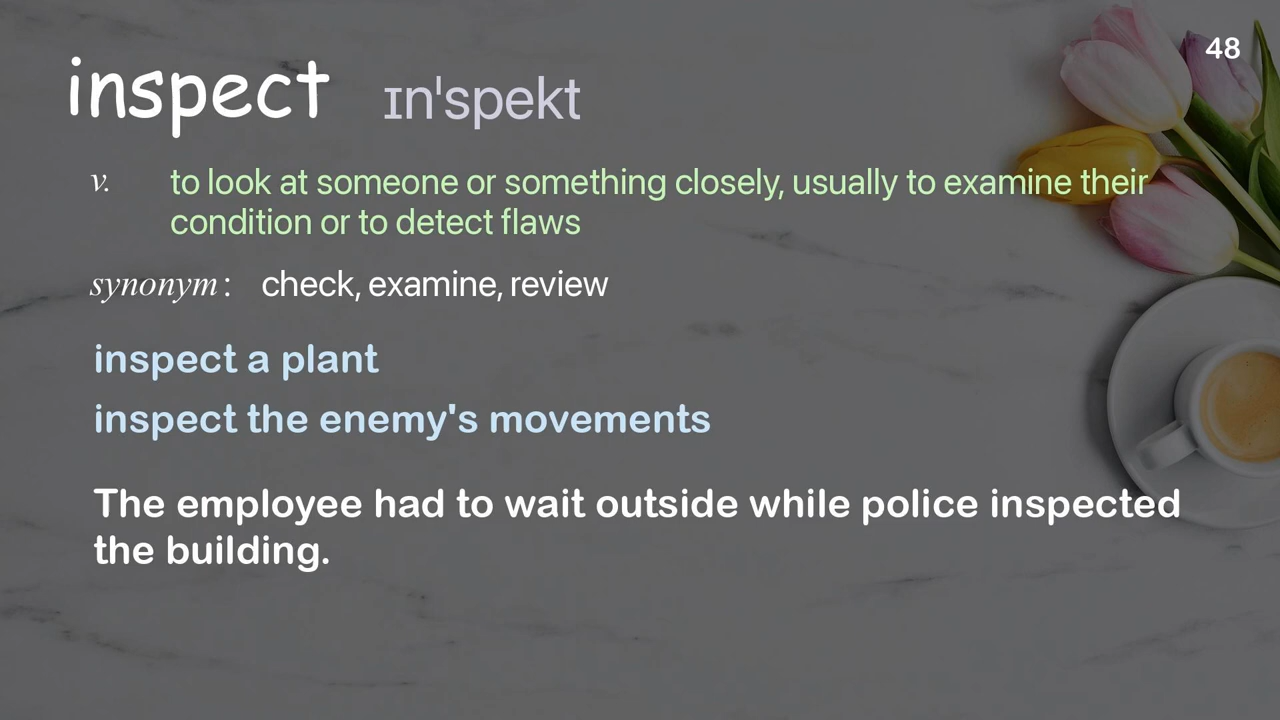 48
inspect ɪn'spekt
v. to look at someone or something closely, usually to examine their
condition or to detect flaws
synonym : check, examine, review
inspect a plant
inspect the enemy's movements
The employee had to wait outside while police inspected
the building.